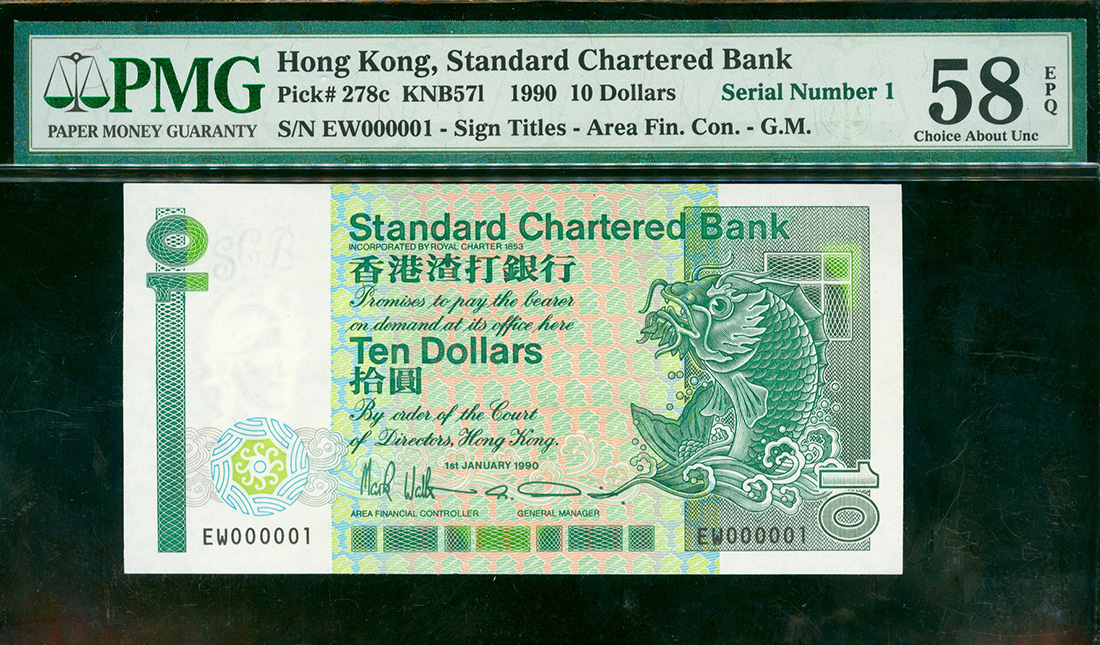 PMG
PAPER MONEY GUARANTY
Hong Kong, Standard Chartered Bank
Pick# 278c KNB57l 1990 10 Dollars Serial Number 1
S/N EW000001 - Sign Titles - Area Fin. Con. - G.M.
58 EPQ
Choice About Unc
10
Standard Chartered Bank
INCORPORATED BY ROYAL CHARTER 1853
香港渣打銀行
Promises to pay the bearer
on demand at its office here
Ten Dollars
拾圓
By order of the Court
of Directors, Hong Kong.
1st JANUARY 1990
AREA FINANCIAL CONTROLLER GENERAL MANAGER
EW000001
EW000001
10